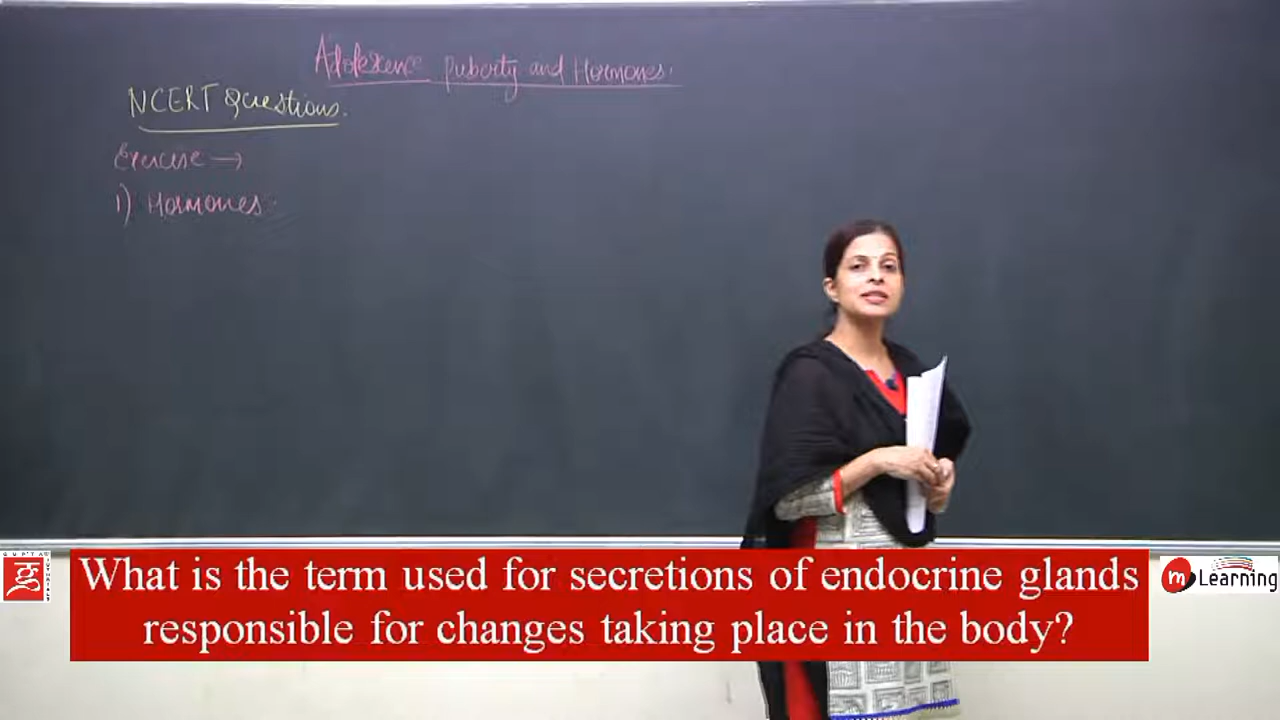 Adolescence puberty and Hormones.
NCERT Questions.
Exercise →
1) Hormones.
What is the term used for secretions of endocrine glands
responsible for changes taking place in the body?
m Learning